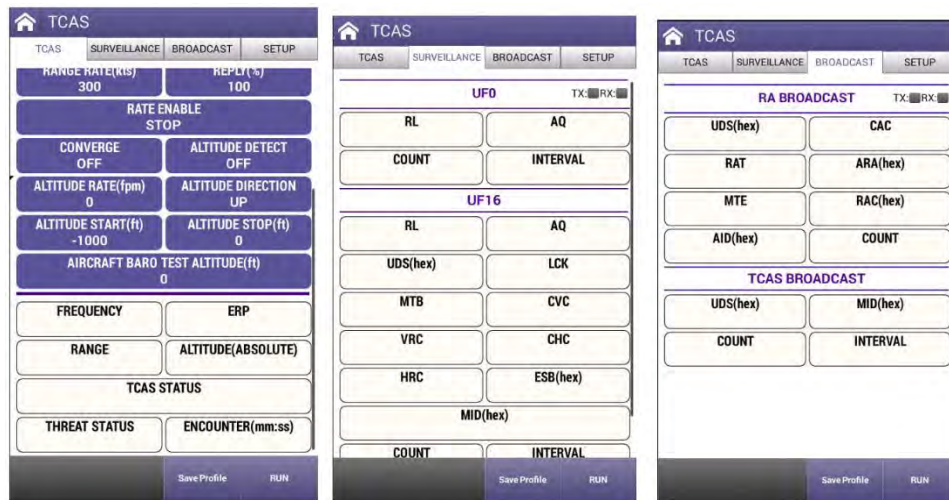 TCAS
TCAS SURVEILLANCE BROADCAST SETUP
RANGE RATE(kts) REPLY(%)
300 100
RATE ENABLE
STOP
CONVERGE ALTITUDE DETECT
OFF OFF
ALTITUDE RATE(fpm) ALTITUDE DIRECTION
0 UP
ALTITUDE START(ft) ALTITUDE STOP(ft)
-1000 0
AIRCRAFT BARO TEST ALTITUDE(ft)
0
FREQUENCY ERP
RANGE ALTITUDE(ABSOLUTE)
TCAS STATUS
THREAT STATUS ENCOUNTER(mm:ss)
Save Profile RUN
TCAS
TCAS SURVEILLANCE BROADCAST SETUP
UF0 TX: RX:
RL AQ
COUNT INTERVAL
UF16
RL AQ
UDS(hex) LCK
MTB CVC
VRC CHC
HRC ESB(hex)
MID(hex)
COUNT INTERVAL
Save Profile RUN
TCAS
TCAS SURVEILLANCE BROADCAST SETUP
RA BROADCAST TX: RX:
UDS(hex) CAC
RAT ARA(hex)
MTE RAC(hex)
AID(hex) COUNT
TCAS BROADCAST
UDS(hex) MID(hex)
COUNT INTERVAL
Save Profile RUN